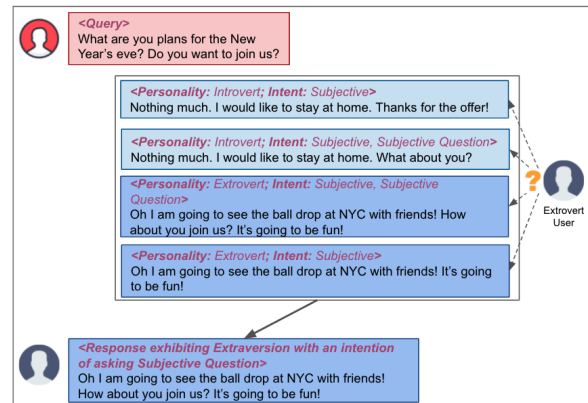 <Query>
What are you plans for the New
Year's eve? Do you want to join us?
<Personality: Introvert; Intent: Subjective>
Nothing much. I would like to stay at home. Thanks for the offer!
<Personality: Introvert; Intent: Subjective, Subjective Question>
Nothing much. I would like to stay at home. What about you?
<Personality: Extrovert; Intent: Subjective, Subjective
Question>
Oh I am going to see the ball drop at NYC with friends! How
about you join us? It's going to be fun!
<Personality: Extrovert; Intent: Subjective>
Oh I am going to see the ball drop at NYC with friends! It's going
to be fun!
?
Extrovert
User
<Response exhibiting Extraversion with an intention
of asking Subjective Question>
Oh I am going to see the ball drop at NYC with friends!
How about you join us? It's going to be fun!